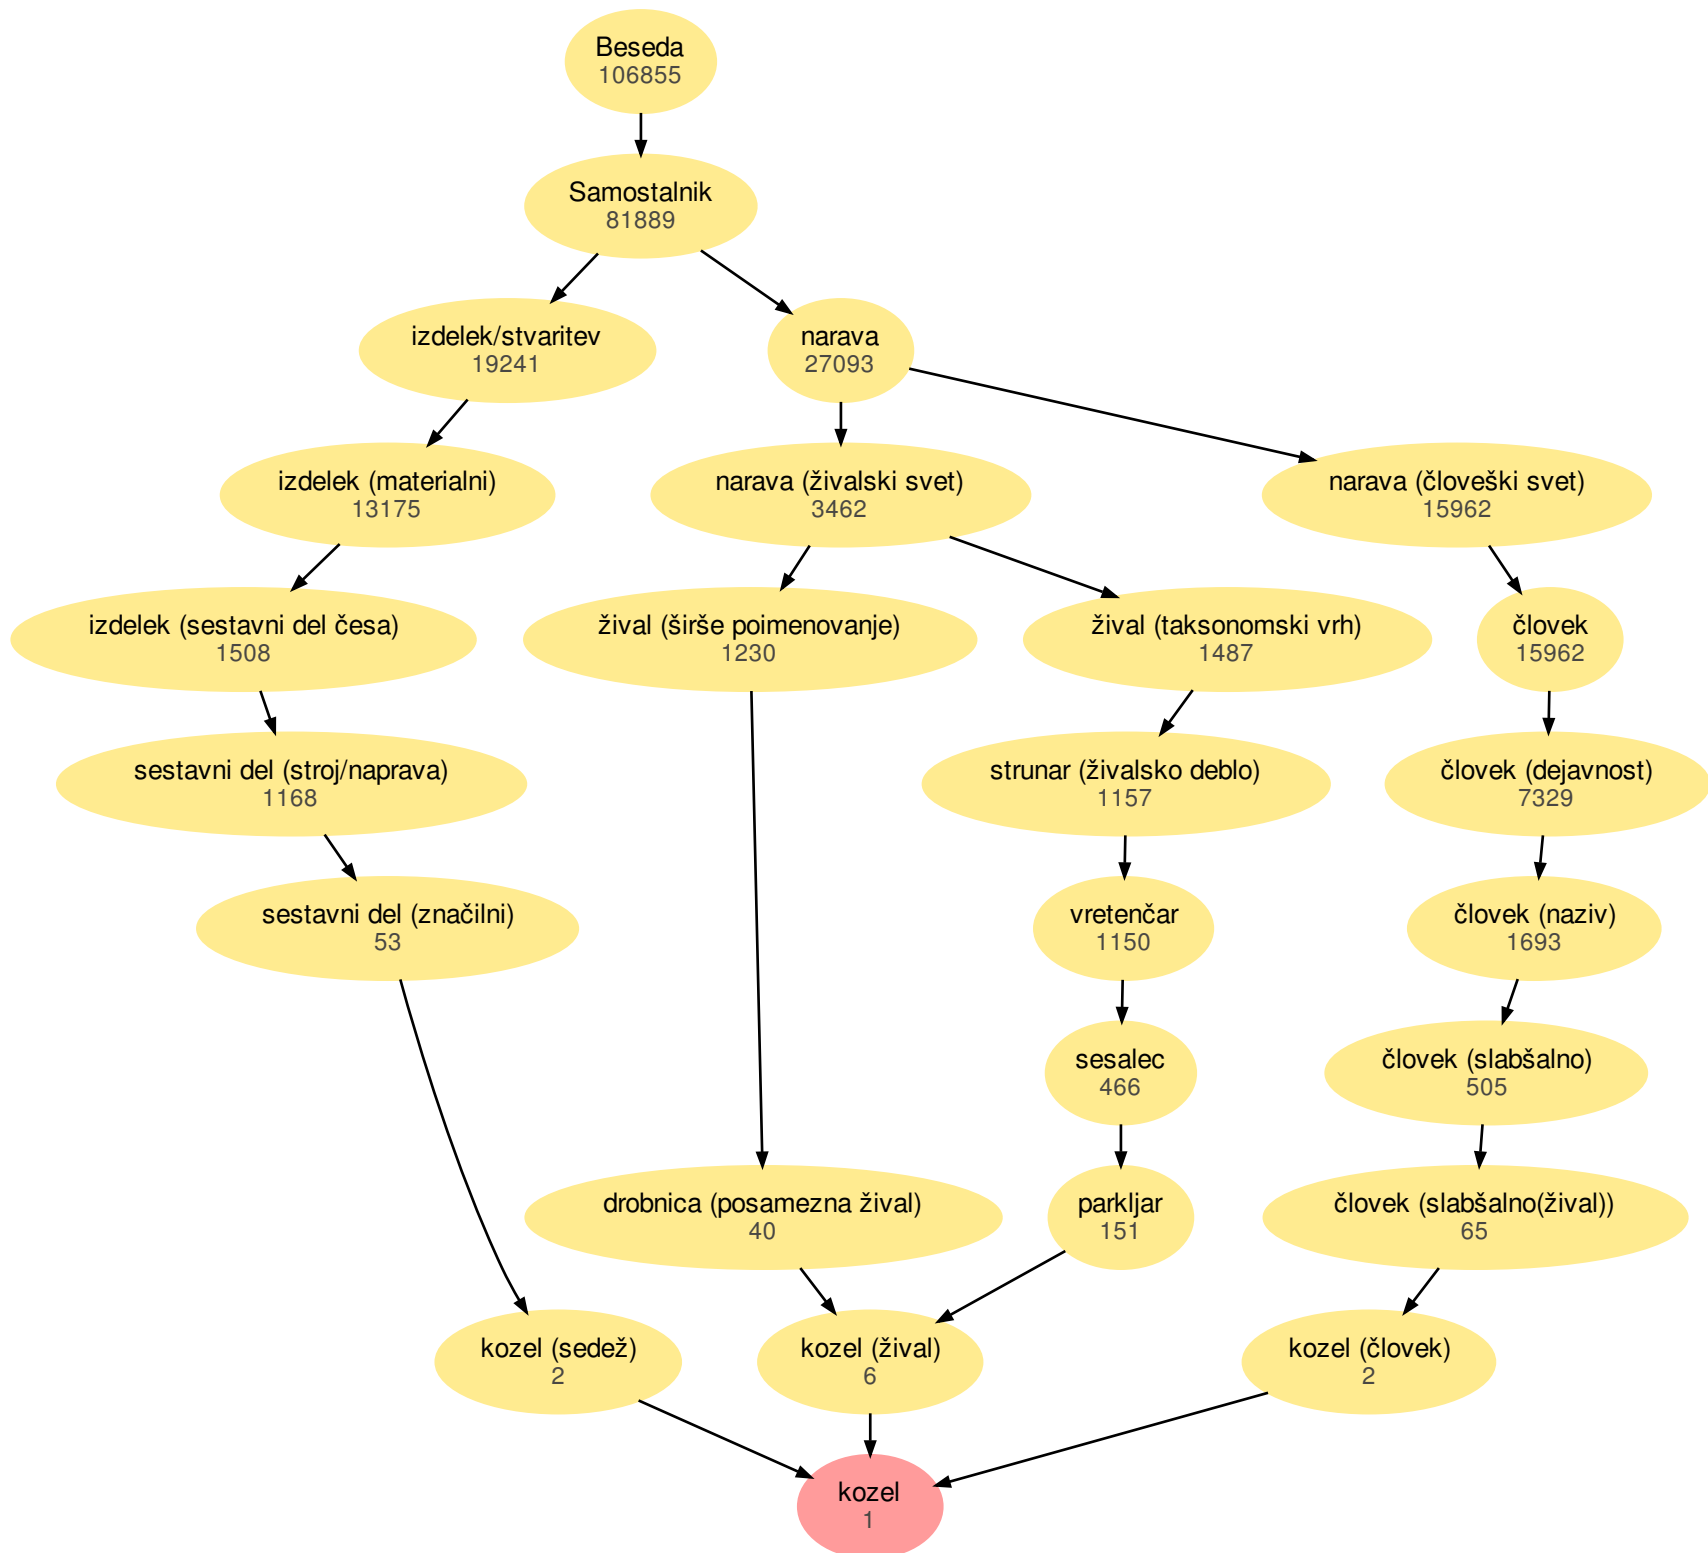 Beseda
106855
Samostalnik
81889
izdelek/stvaritev
19241
narava
27093
izdelek (materialni)
13175
narava (živalski svet)
3462
narava (človeški svet)
15962
izdelek (sestavni del česa)
1508
žival (širše poimenovanje)
1230
žival (taksonomski vrh)
1487
človek
15962
sestavni del (stroj/naprava)
1168
strunar (živalsko deblo)
1157
človek (dejavnost)
7329
sestavni del (značilni)
53
vretenčar
1150
človek (naziv)
1693
sesalec
466
človek (slabšalno)
505
drobnica (posamezna žival)
40
parkljar
151
človek (slabšalno(žival))
65
kozel (sedež)
2
kozel (žival)
6
kozel (človek)
2
kozel
1